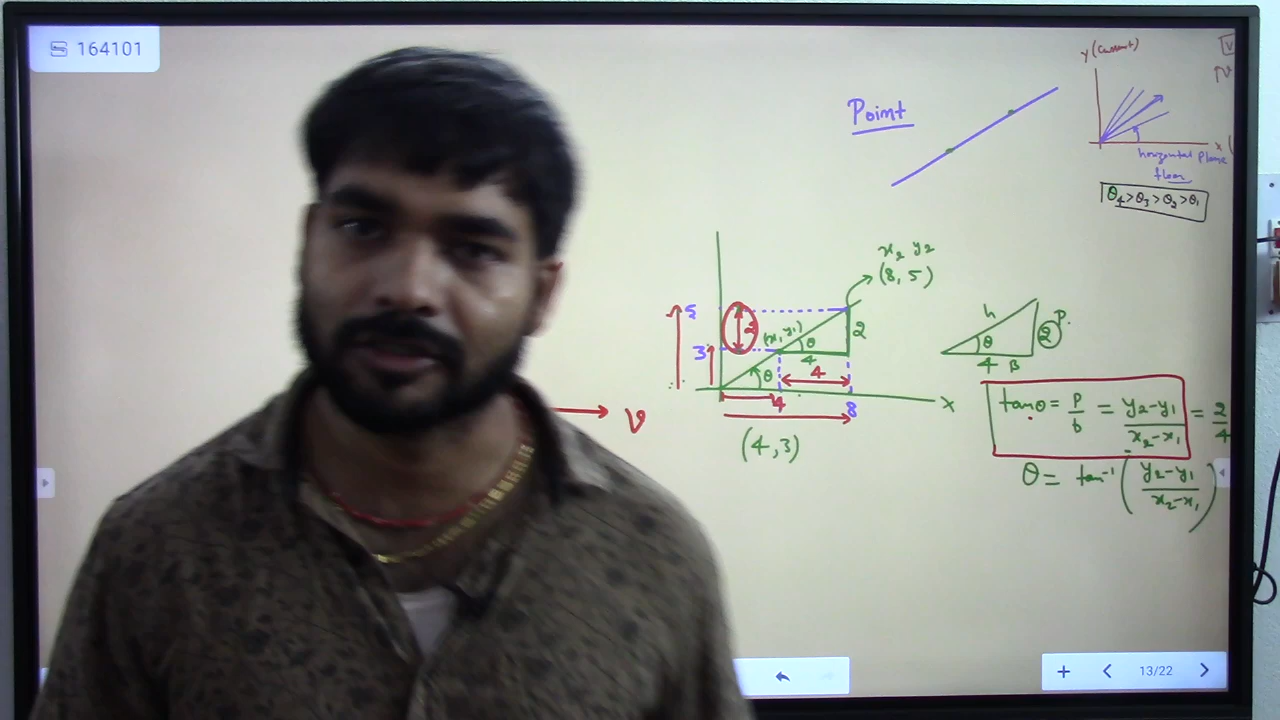 164101
y (current)
Point
x
horizontal plane
floor
θ4 > θ3 > θ2 > θ1
x2 y2
(8, 5)
5
2
(x1 y1)
θ
2
3
4
θ
4
4
8
x
(4,3)
v
h
P.
θ
2
4 B
tanθ = P/b = y2-y1/x2-x1 = 2/4
θ = tan-1 (y2-y1/x2-x1)
13/22